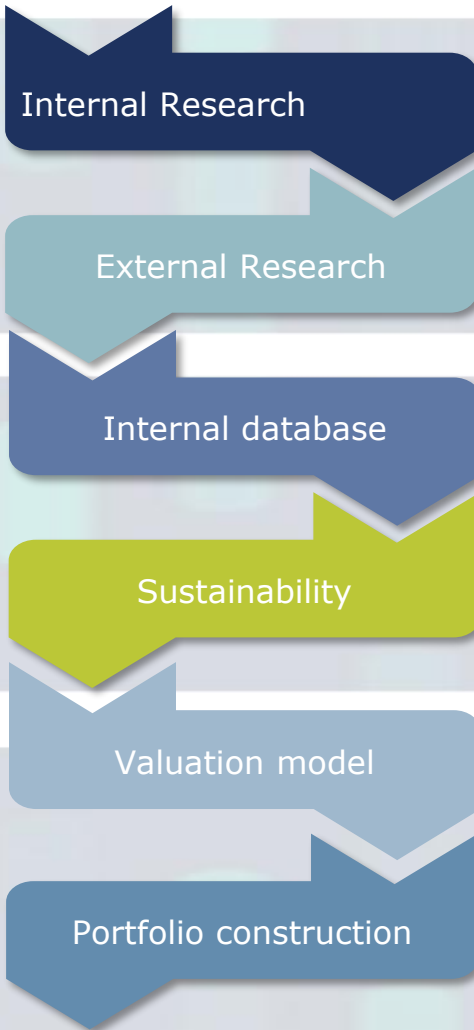 Internal Research
External Research
Internal database
Sustainability
Valuation model
Portfolio construction